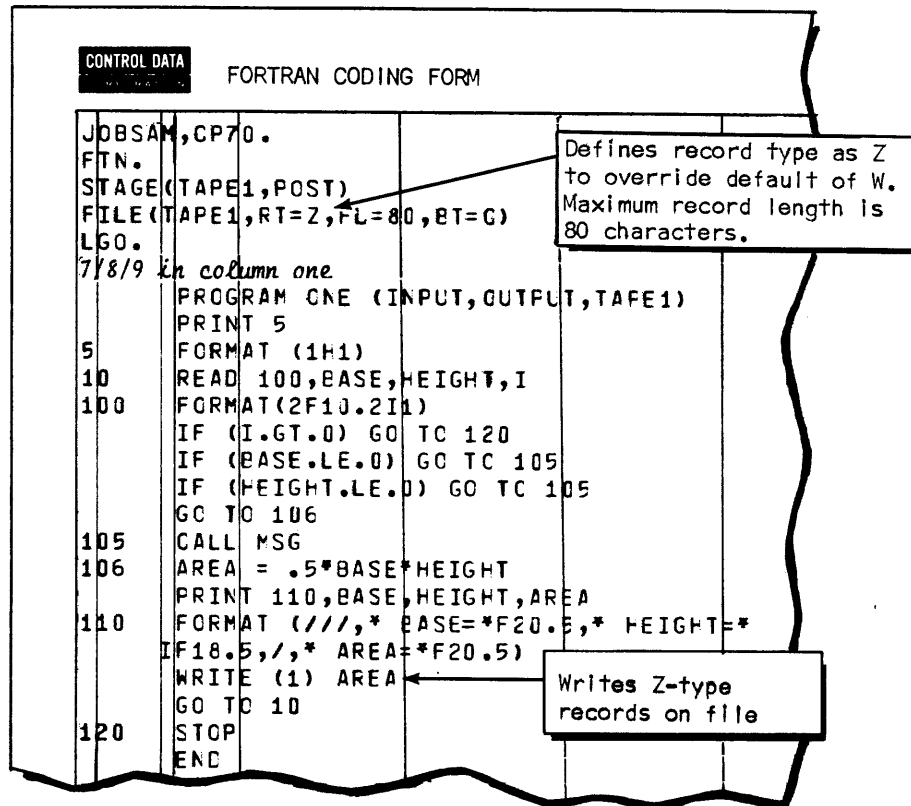 CONTROL DATA
FORTRAN CODING FORM
JOBSAM,CP70.
FTN.
STAGE(TAPE1,POST)
FILE(TAPE1,RT=Z,FL=80,BT=C)
LGO.
7/8/9 in column one
PROGRAM ONE (INPUT,OUTPUT,TAPE1)
PRINT 5
5 FORMAT (1H1)
10 READ 100,BASE,HEIGHT,I
100 FORMAT(2F10.2I1)
IF (I.GT.0) GO TO 120
IF (BASE.LE.0) GO TO 105
IF (HEIGHT.LE.0) GO TO 105
GO TO 106
105 CALL MSG
106 AREA = .5*BASE*HEIGHT
PRINT 110,BASE,HEIGHT,AREA
110 FORMAT (///,* BASE=*F20.5,* HEIGHT=*
IF18.5,/,* AREA=*F20.5)
WRITE (1) AREA
GO TO 10
120 STOP
END
Defines record type as Z
to override default of W.
Maximum record length is
80 characters.
Writes Z-type
records on file